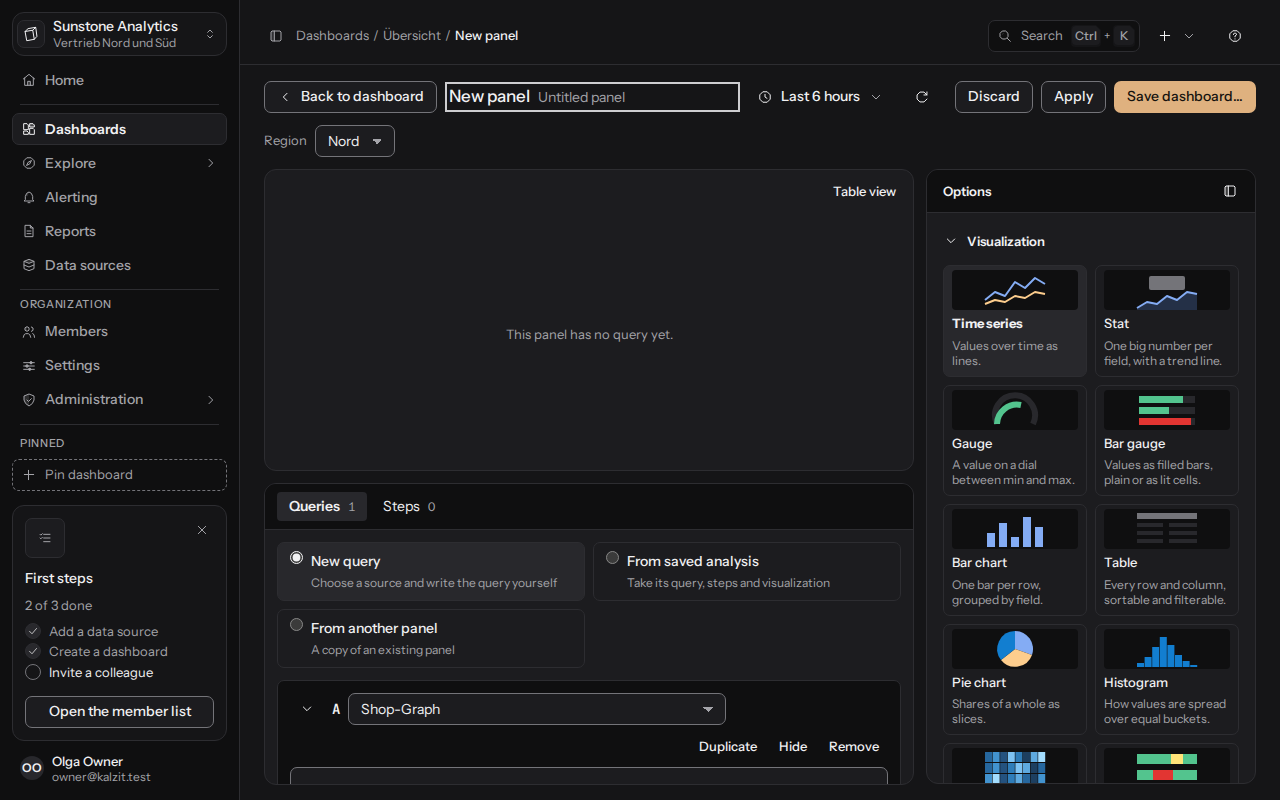 Sunstone Analytics
Vertrieb Nord und Süd
Home
Dashboards
Explore
Alerting
Reports
Data sources
ORGANIZATION
Members
Settings
Administration
PINNED
Pin dashboard
First steps
2 of 3 done
Add a data source
Create a dashboard
Invite a colleague
Open the member list
OO
Olga Owner
owner@kalzit.test
Dashboards / Übersicht / New panel
Search Ctrl + K
Back to dashboard
New panel Untitled panel
Last 6 hours
Discard
Apply
Save dashboard...
Region
Nord
Table view
This panel has no query yet.
Queries 1
Steps 0
New query
Choose a source and write the query yourself
From saved analysis
Take its query, steps and visualization
From another panel
A copy of an existing panel
A
Shop-Graph
Duplicate
Hide
Remove
Options
Visualization
Time series
Values over time as
lines.
Stat
One big number per
field, with a trend line.
Gauge
A value on a dial
between min and max.
Bar gauge
Values as filled bars,
plain or as lit cells.
Bar chart
One bar per row,
grouped by field.
Table
Every row and column,
sortable and filterable.
Pie chart
Shares of a whole as
slices.
Histogram
How values are spread
over equal buckets.